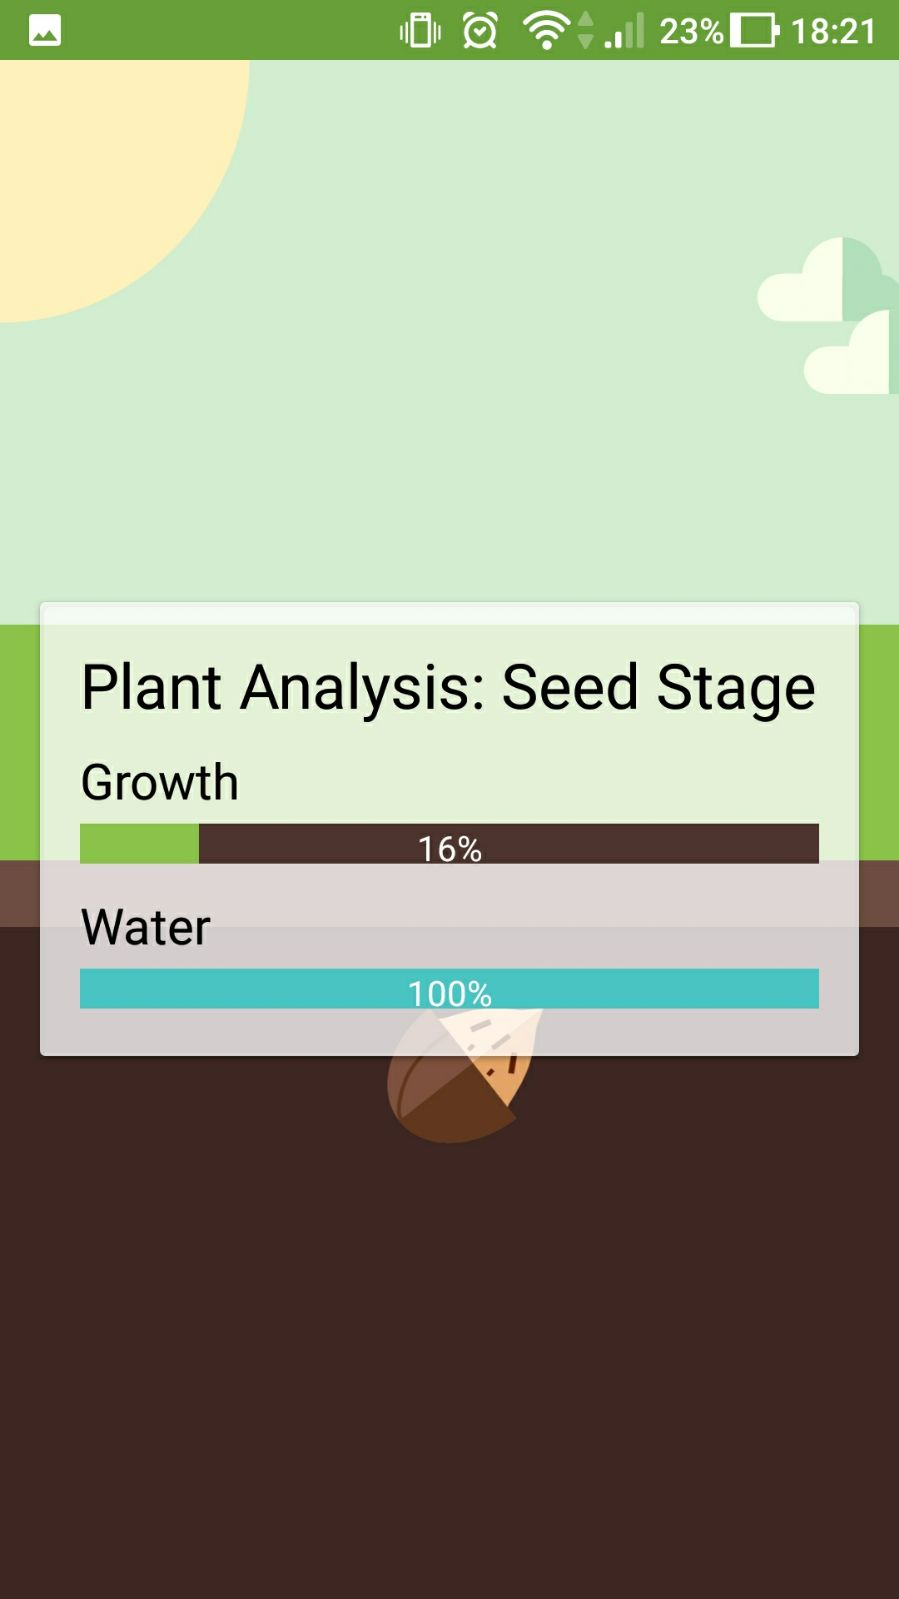 23% 18:21
Plant Analysis: Seed Stage
Growth
16%
Water
100%